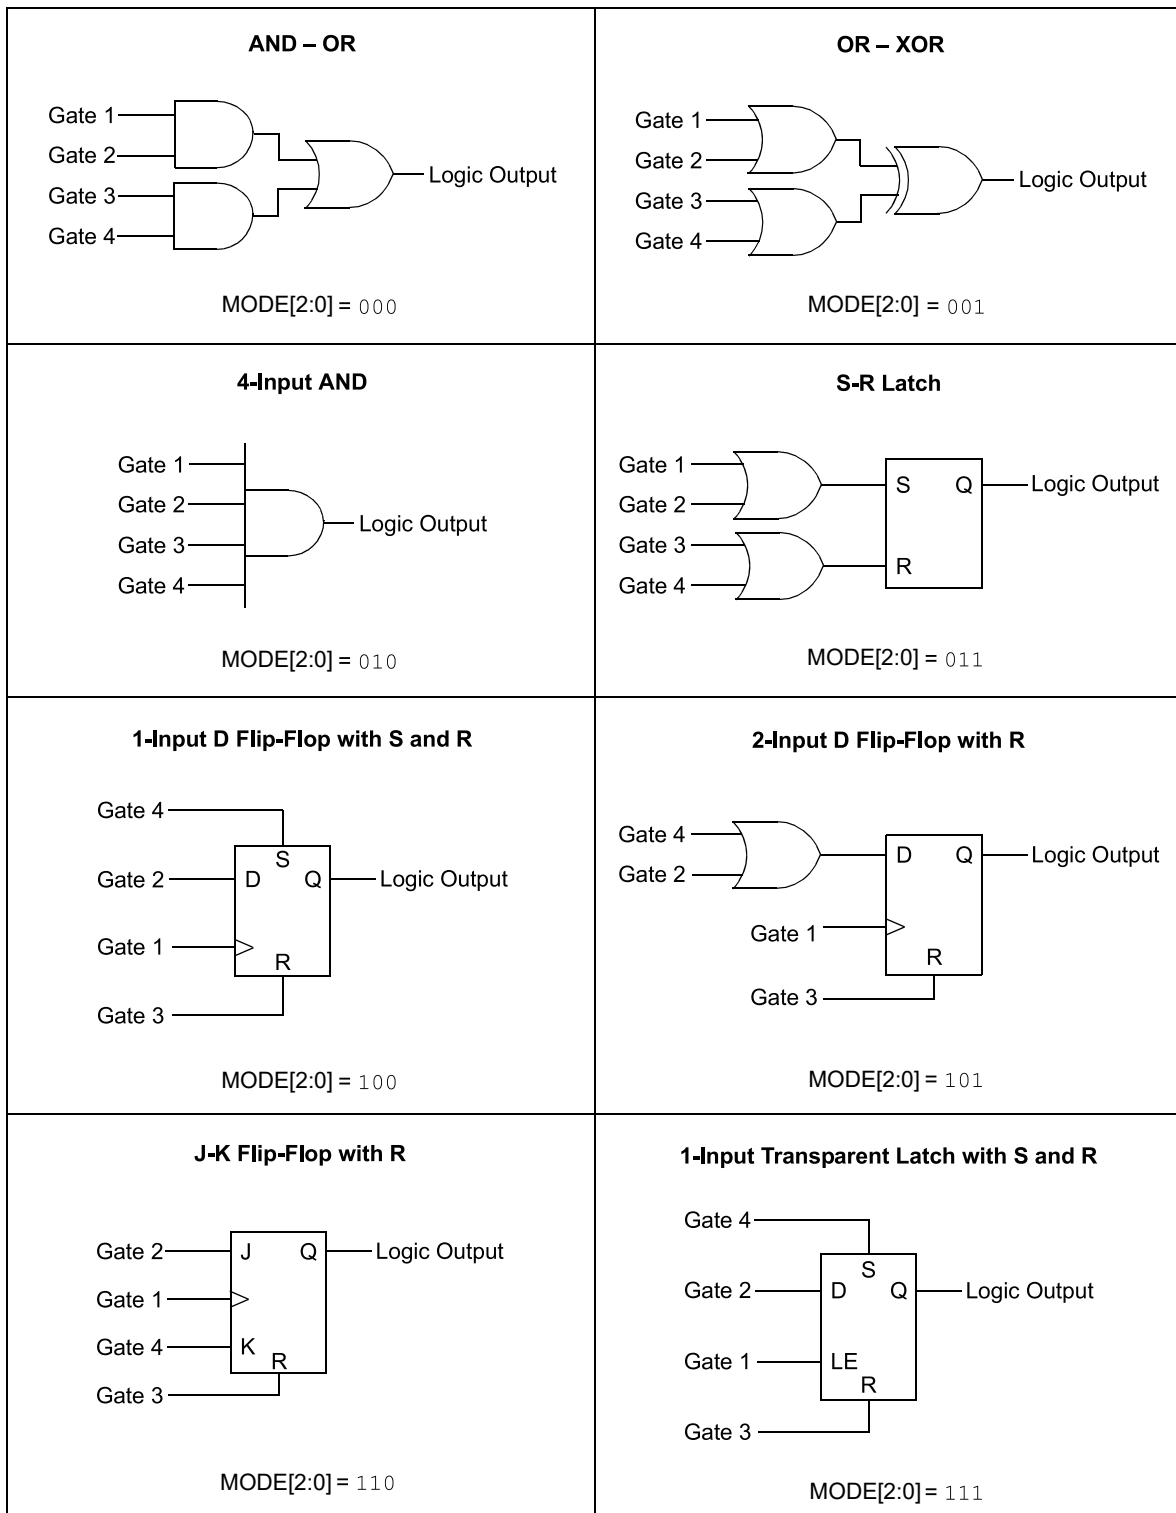 AND – OR
Gate 1
Gate 2
Gate 3
Gate 4
Logic Output
MODE[2:0] = 000
OR – XOR
Gate 1
Gate 2
Gate 3
Gate 4
Logic Output
MODE[2:0] = 001
4-Input AND
Gate 1
Gate 2
Gate 3
Gate 4
Logic Output
MODE[2:0] = 010
S-R Latch
Gate 1
Gate 2
Gate 3
Gate 4
S Q
R
Logic Output
MODE[2:0] = 011
1-Input D Flip-Flop with S and R
Gate 4
S
Gate 2
D Q
Logic Output
Gate 1
R
Gate 3
MODE[2:0] = 100
2-Input D Flip-Flop with R
Gate 4
Gate 2
D Q
Logic Output
Gate 1
R
Gate 3
MODE[2:0] = 101
J-K Flip-Flop with R
Gate 2
J Q
Logic Output
Gate 1
Gate 4
K
R
Gate 3
MODE[2:0] = 110
1-Input Transparent Latch with S and R
Gate 4
S
Gate 2
D Q
Logic Output
Gate 1
LE
R
Gate 3
MODE[2:0] = 111